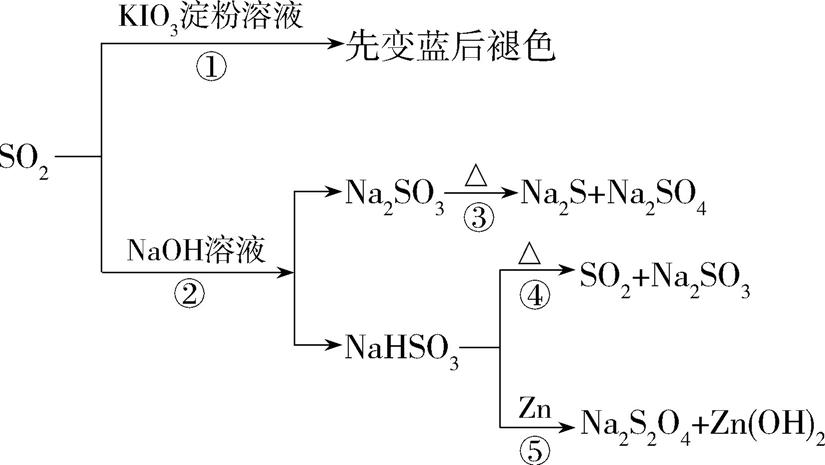 KIO₃淀粉溶液
①
先变蓝后褪色
SO₂
NaOH溶液
②
Na₂SO₃
△
③
Na₂S+Na₂SO₄
NaHSO₃
△
④
SO₂+Na₂SO₃
Zn
⑤
Na₂S₂O₄+Zn(OH)₂